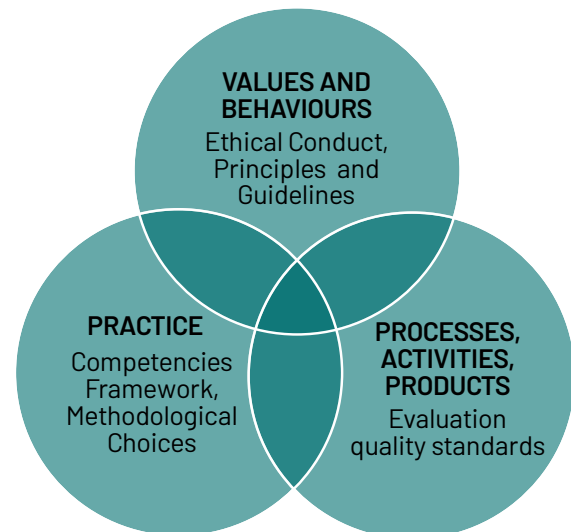 VALUES AND
BEHAVIOURS
Ethical Conduct,
Principles and
Guidelines
PRACTICE
Competencies
Framework,
Methodological
Choices
PROCESSES,
ACTIVITIES,
PRODUCTS
Evaluation
quality standards